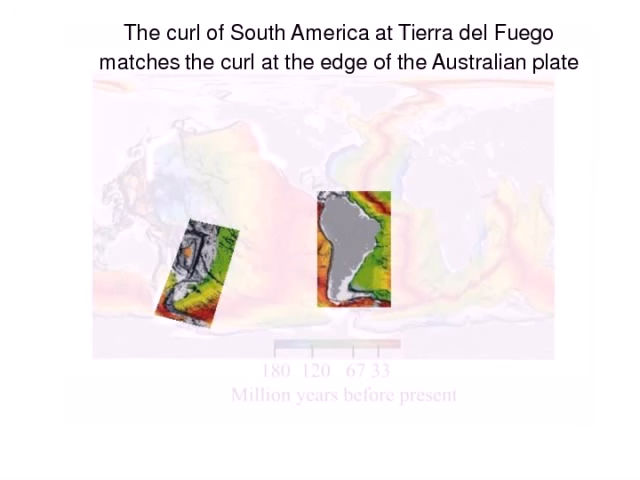 The curl of South America at Tierra del Fuego
matches the curl at the edge of the Australian plate
180 120 67 33
Million years before present